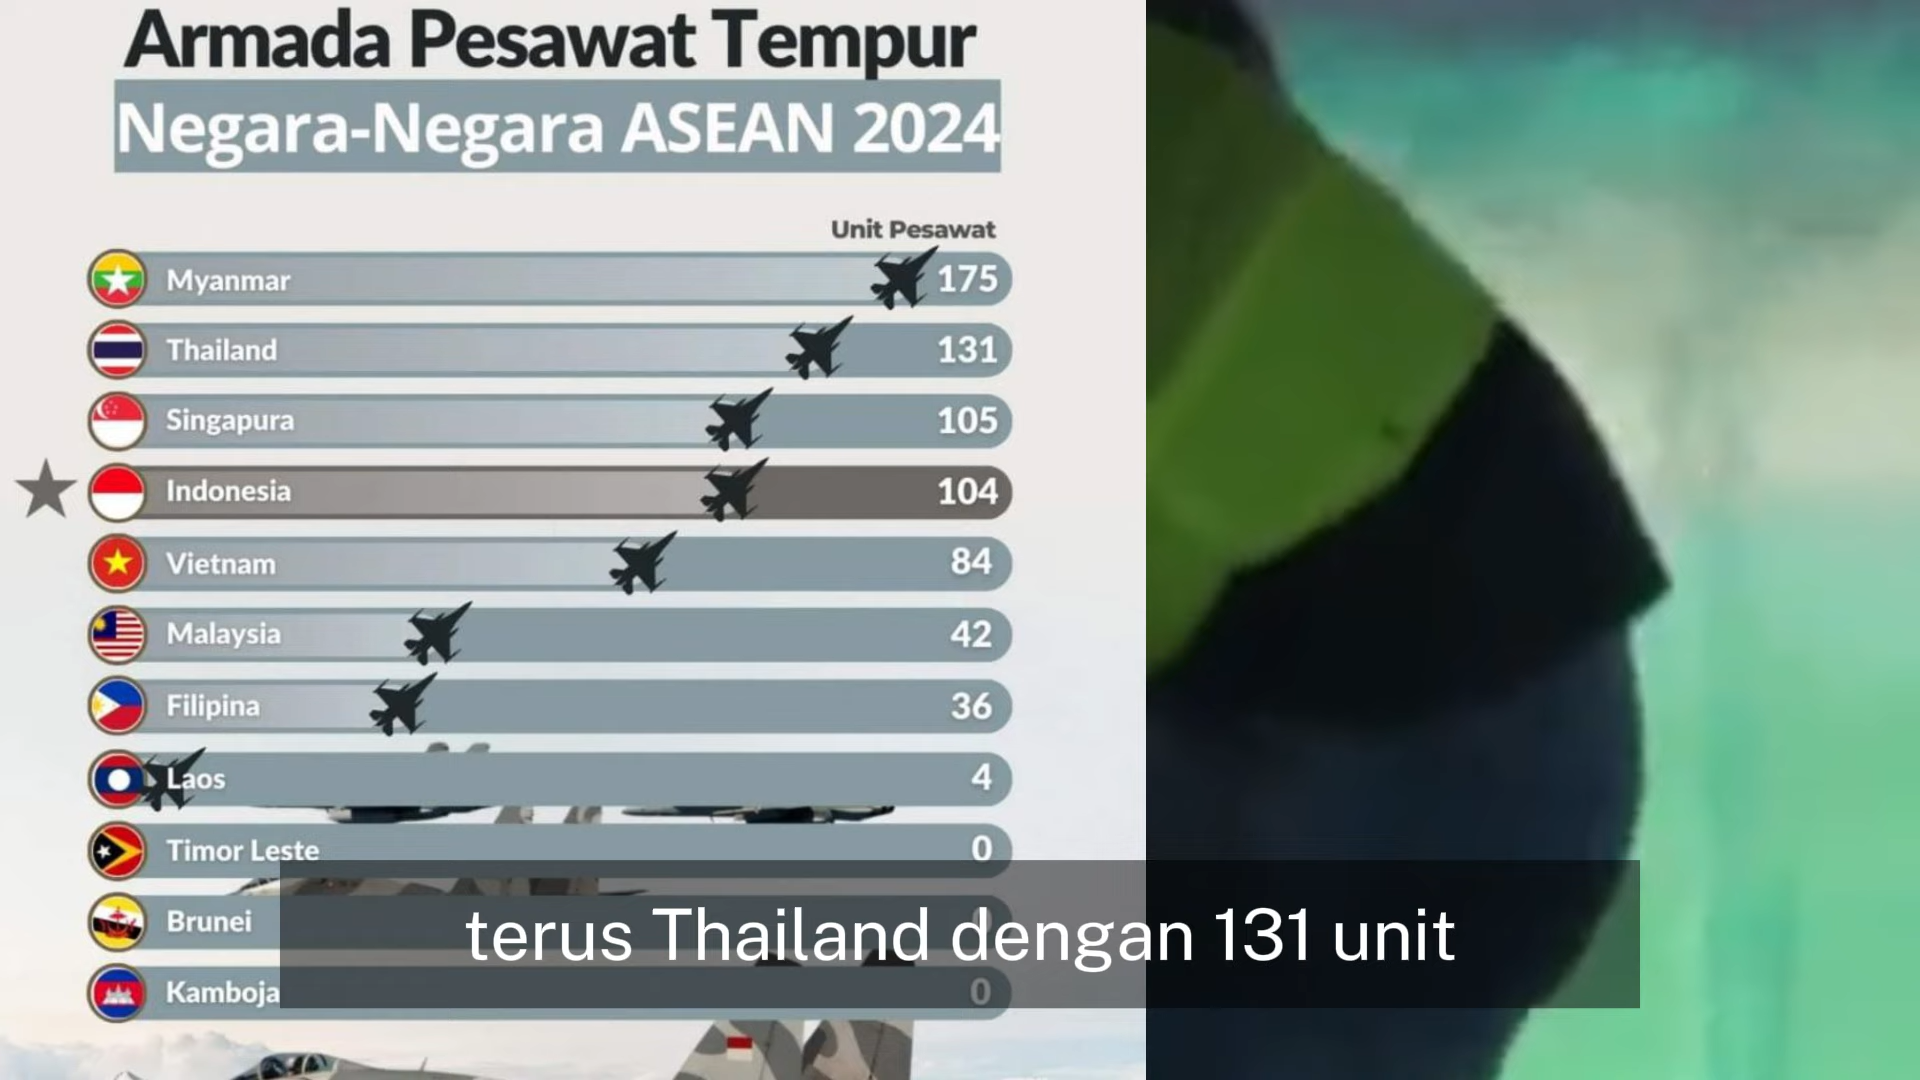 Armada Pesawat Tempur
Negara-Negara ASEAN 2024
Unit Pesawat
Myanmar 175
Thailand 131
Singapura 105
Indonesia 104
Vietnam 84
Malaysia 42
Filipina 36
Laos 4
Timor Leste 0
Brunei 0
Kamboja 0
terus Thailand dengan 131 unit